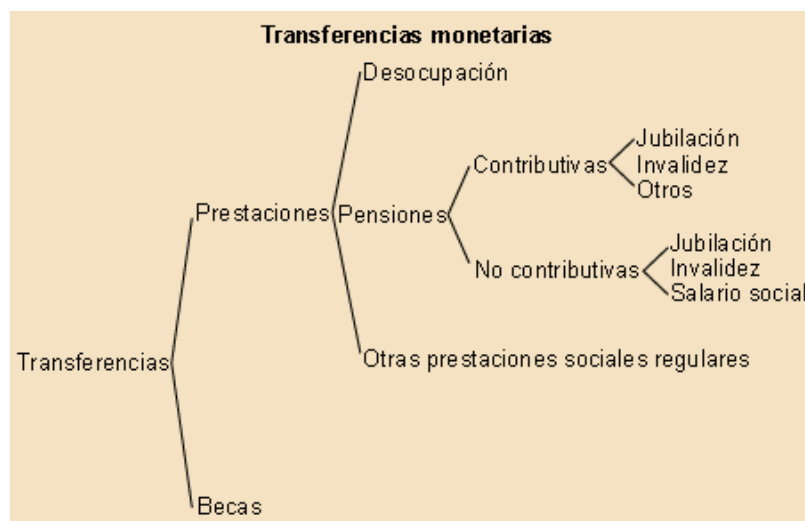 Transferencias monetarias
Desocupación
Jubilación
Contributivas
Invalidez
Otros
Prestaciones
Pensiones
Jubilación
No contributivas
Invalidez
Salario social
Transferencias
Otras prestaciones sociales regulares
Becas